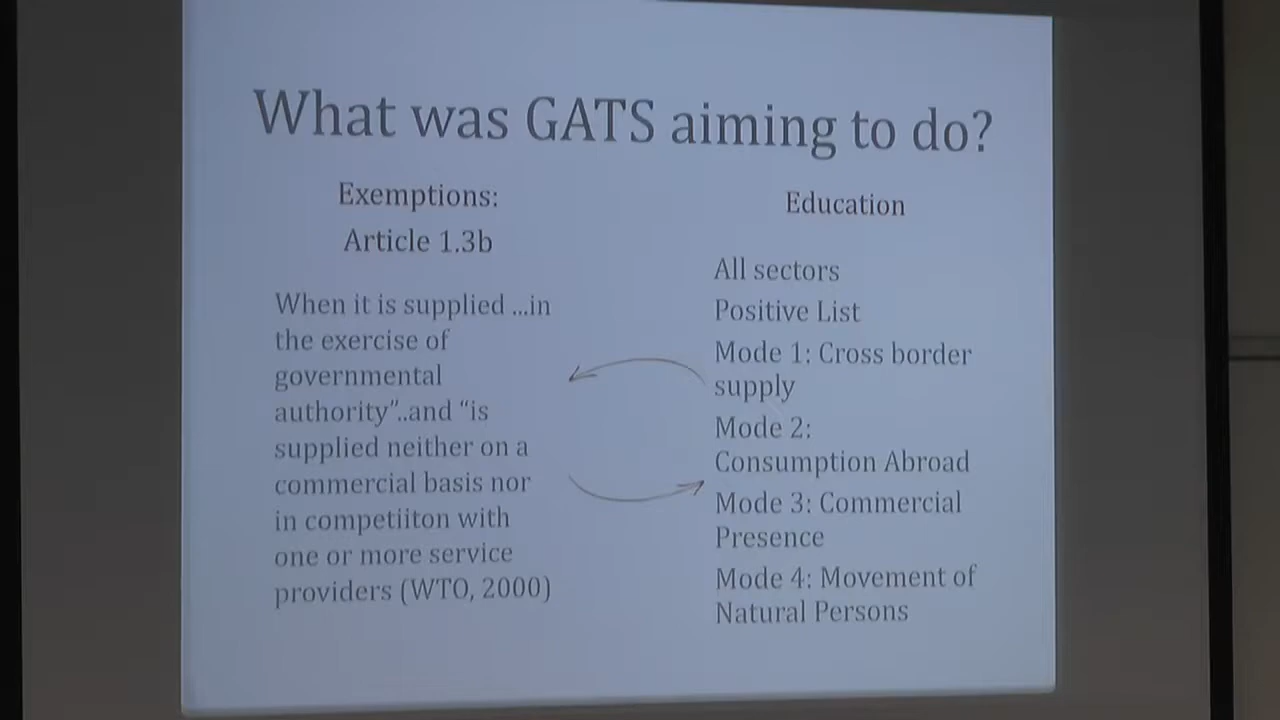 What was GATS aiming to do?
Exemptions:
Article 1.3b
When it is supplied ...in
the exercise of
governmental
authority”..and “is
supplied neither on a
commercial basis nor
in competiiton with
one or more service
providers (WTO, 2000)
Education
All sectors
Positive List
Mode 1: Cross border
supply
Mode 2:
Consumption Abroad
Mode 3: Commercial
Presence
Mode 4: Movement of
Natural Persons